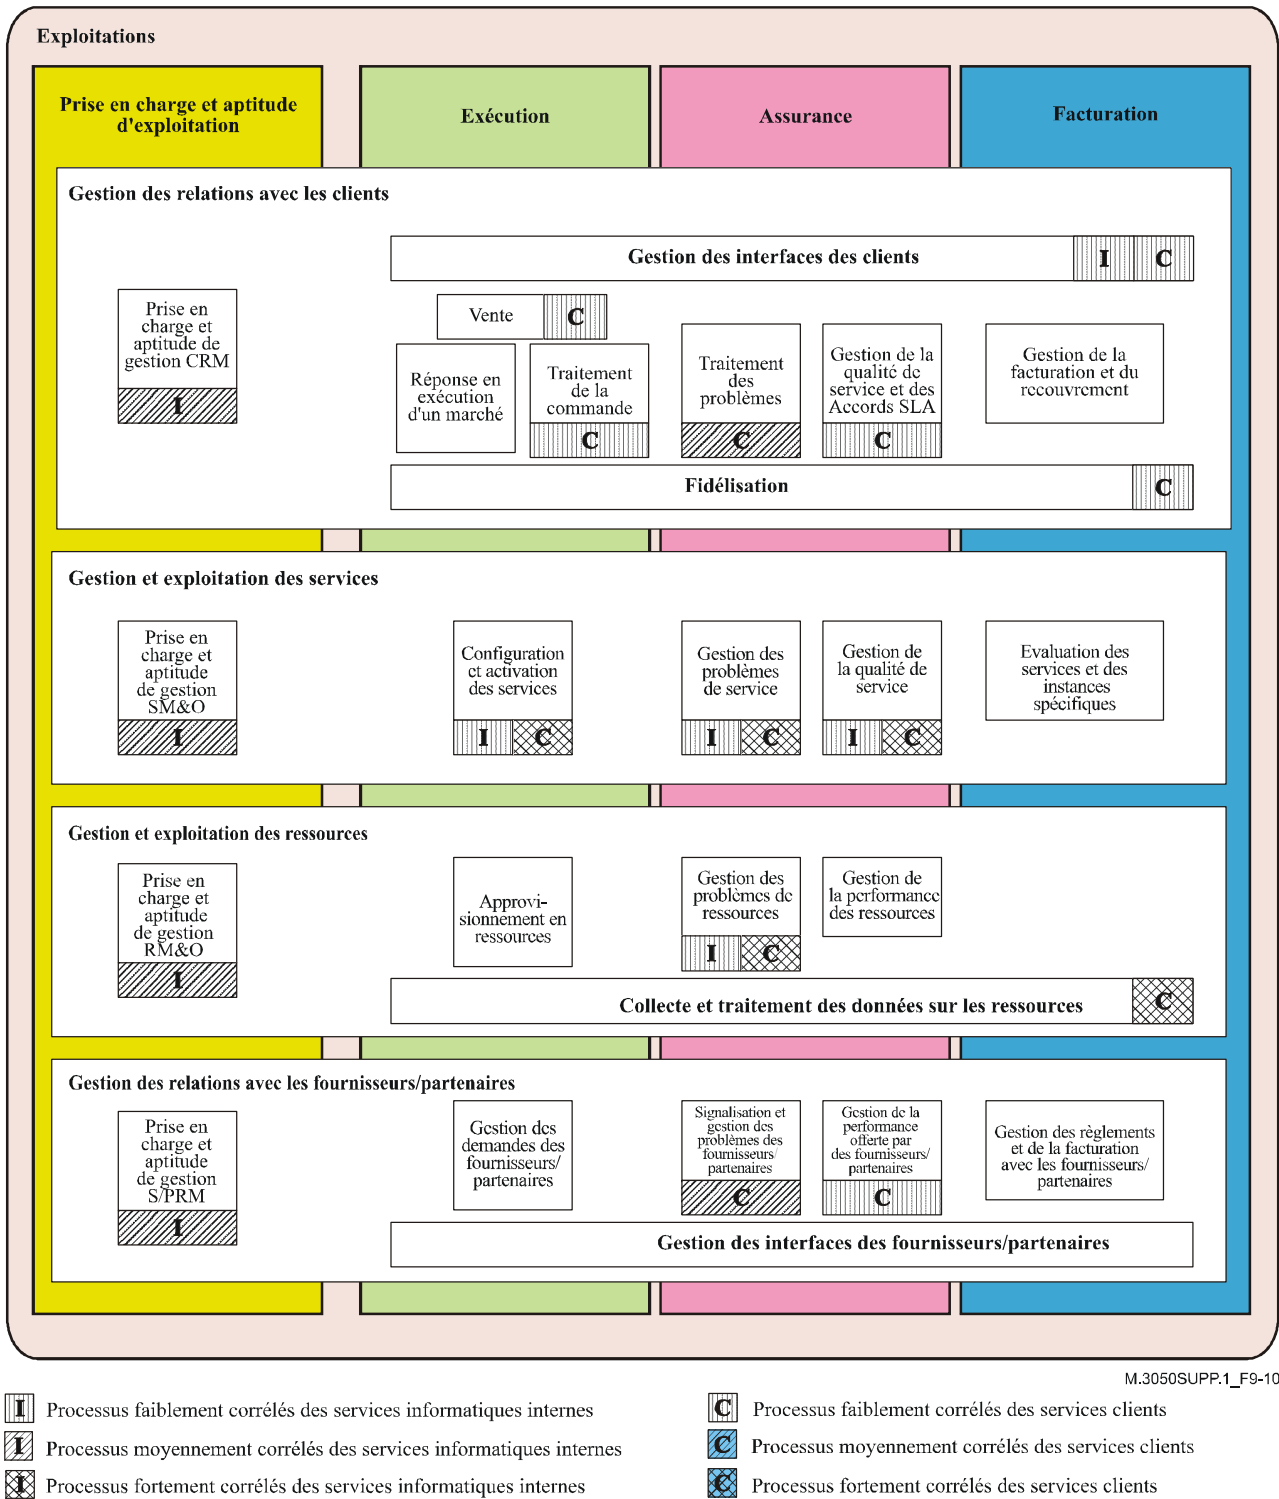 Exploitations
Prise en charge et aptitude
d'exploitation
Exécution
Assurance
Facturation
Gestion des relations avec les clients
Gestion des interfaces des clients
I
C
Prise en
charge et
aptitude de
gestion CRM
I
Vente
C
Réponse en
exécution
d'un marché
Traitement
de la
commande
C
Traitement
des
problèmes
C
Gestion de la
qualité de
service et des
Accords SLA
C
Gestion de la
facturation et du
recouvrement
Fidélisation
C
Gestion et exploitation des services
Prise en
charge et
aptitude
de gestion
SM&O
I
Configuration
et activation
des services
I
C
Gestion des
problèmes
de service
I
C
Gestion de
la qualité de
service
I
C
Evaluation des
services et des
instances
spécifiques
Gestion et exploitation des ressources
Prise en
charge et
aptitude
de gestion
RM&O
I
Approvi-
sionnement en
ressources
Gestion des
problèmes de
ressources
I
C
Gestion de
la performance
des ressources
Collecte et traitement des données sur les ressources
C
Gestion des relations avec les fournisseurs/partenaires
Prise en
charge et
aptitude
de gestion
S/PRM
I
Gestion des
demandes des
fournisseurs/
partenaires
Signalisation et
gestion des
problèmes des
fournisseurs/
partenaires
C
Gestion de la
performance
offerte par
des fournisseurs/
partenaires
C
Gestion des règlements
et de la facturation
avec les fournisseurs/
partenaires
Gestion des interfaces des fournisseurs/partenaires
M.3050SUPP.1_F9-10
I Processus faiblement corrélés des services informatiques internes
C Processus faiblement corrélés des services clients
I Processus moyennement corrélés des services informatiques internes
C Processus moyennement corrélés des services clients
I Processus fortement corrélés des services informatiques internes
C Processus fortement corrélés des services clients